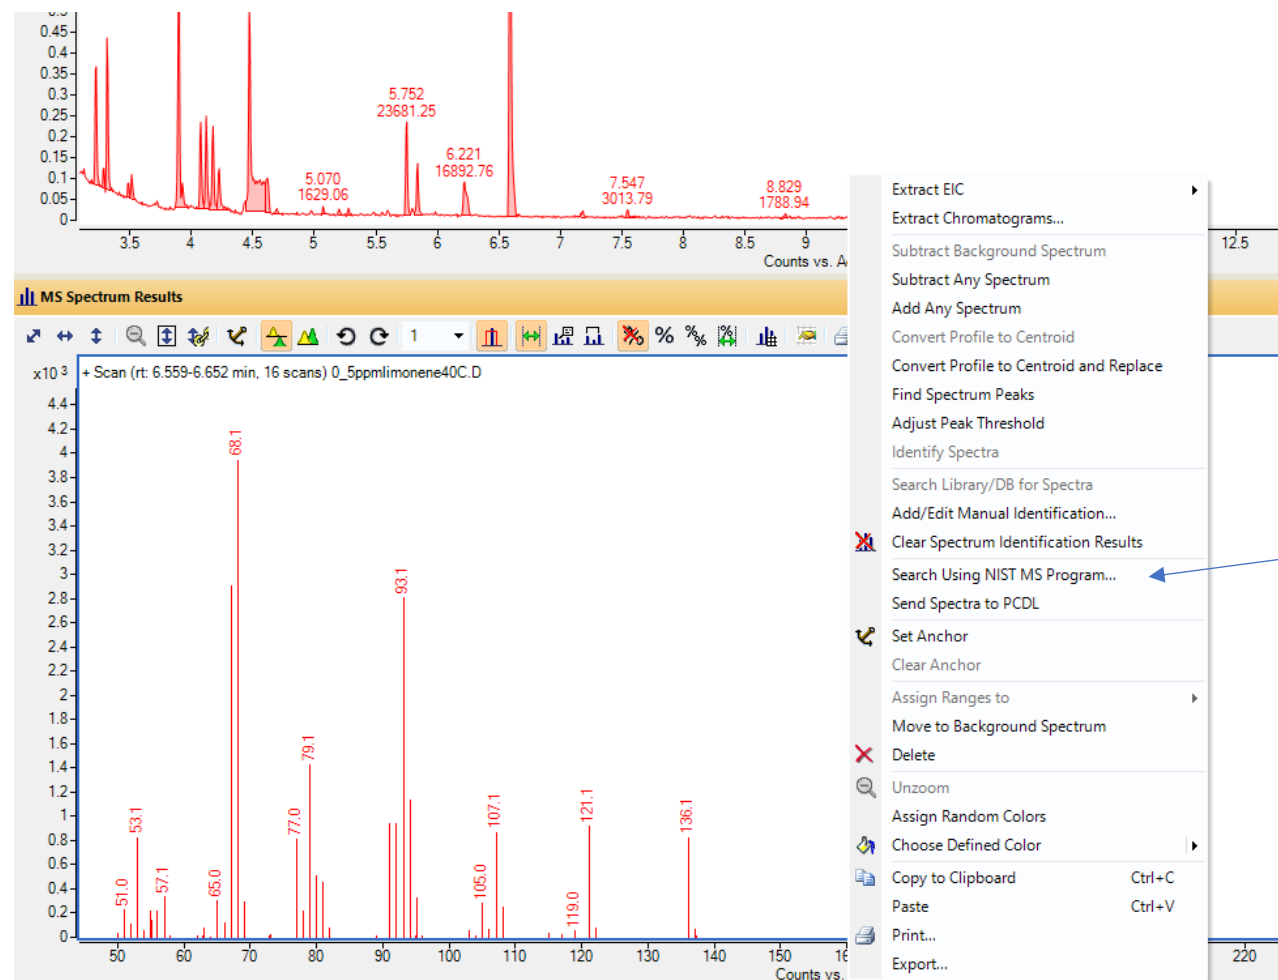 0.5
0.45
0.4
0.35
0.3
0.25
0.2
0.15
0.1
0.05
0
5.752
23681.25
6.221
16892.76
5.070
1629.06
7.547
3013.79
8.829
1788.94
3.5 4 4.5 5 5.5 6 6.5 7 7.5 8 8.5 9 12.5
Counts vs. A
MS Spectrum Results
1
x10 3 + Scan (rt: 6.559-6.652 min, 16 scans) 0_5ppmlimonene40C.D
4.4
4.2
4
3.8
3.6
3.4
3.2
3
2.8
2.6
2.4
2.2
2
1.8
1.6
1.4
1.2
1
0.8
0.6
0.4
0.2
0
51.0
53.1
57.1
65.0
68.1
77.0
79.1
93.1
105.0
107.1
119.0
121.1
136.1
50 60 70 80 90 100 110 120 130 140 150 16 220
Counts vs.
Extract EIC
Extract Chromatograms...
Subtract Background Spectrum
Subtract Any Spectrum
Add Any Spectrum
Convert Profile to Centroid
Convert Profile to Centroid and Replace
Find Spectrum Peaks
Adjust Peak Threshold
Identify Spectra
Search Library/DB for Spectra
Add/Edit Manual Identification...
Clear Spectrum Identification Results
Search Using NIST MS Program...
Send Spectra to PCDL
Set Anchor
Clear Anchor
Assign Ranges to
Move to Background Spectrum
Delete
Unzoom
Assign Random Colors
Choose Defined Color
Copy to Clipboard Ctrl+C
Paste Ctrl+V
Print...
Export...